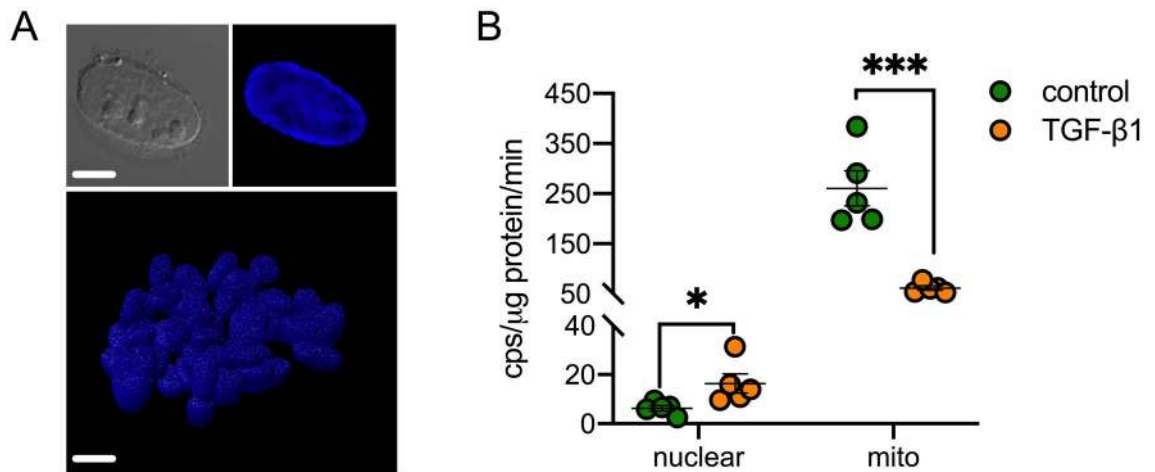 A
B
***
control
TGF-β1
*
450
350
250
150
50
40
20
0
cps/μg protein/min
nuclear
mito